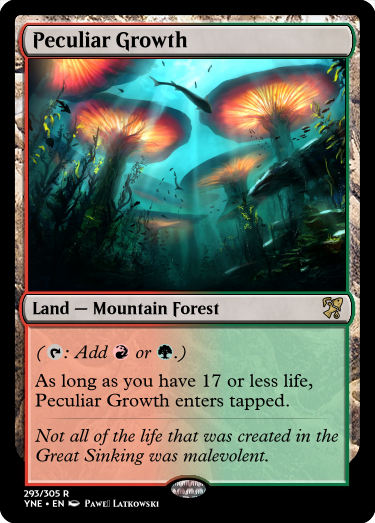 Peculiar Growth
Land — Mountain Forest
(: Add or .)
As long as you have 17 or less life,
Peculiar Growth enters tapped.
Not all of the life that was created in the
Great Sinking was malevolent.
293/305 R
YNE • EN Paweł Latkowski